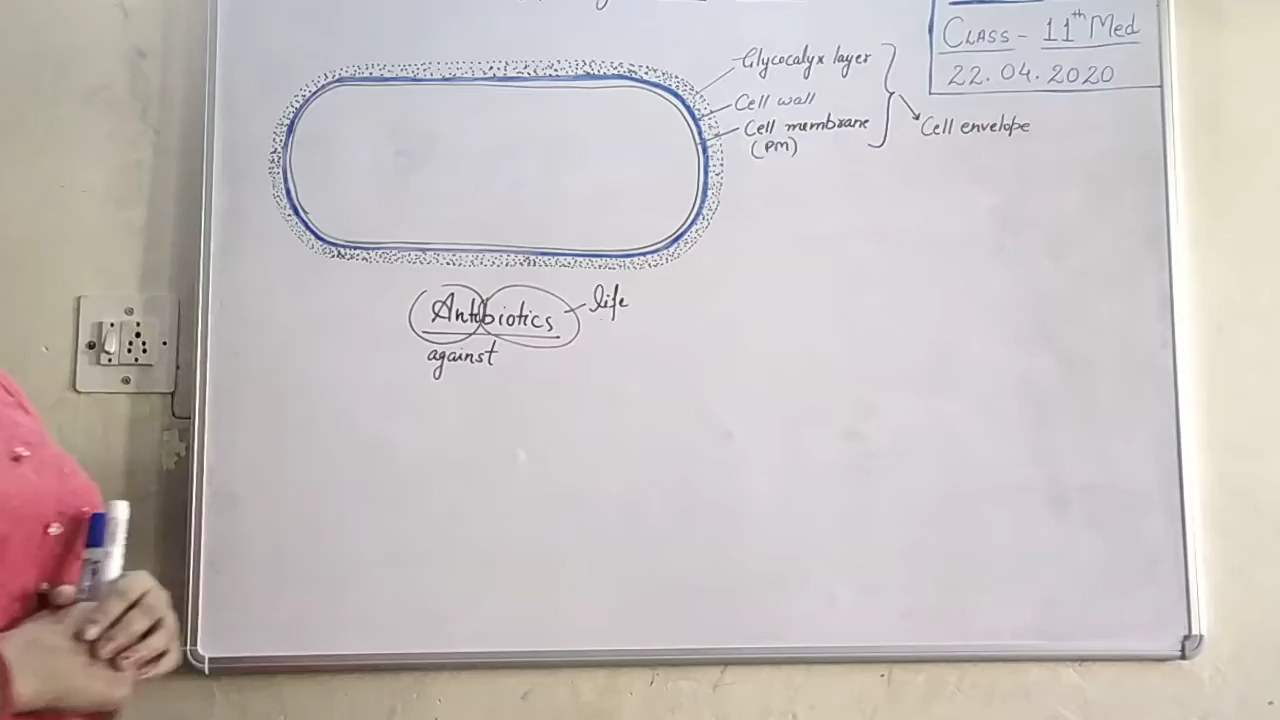 CLASS - 11th Med
22.04.2020
Glycocalyx layer
Cell wall
Cell membrane
(PM)
Cell envelope
Antibiotics
life
against